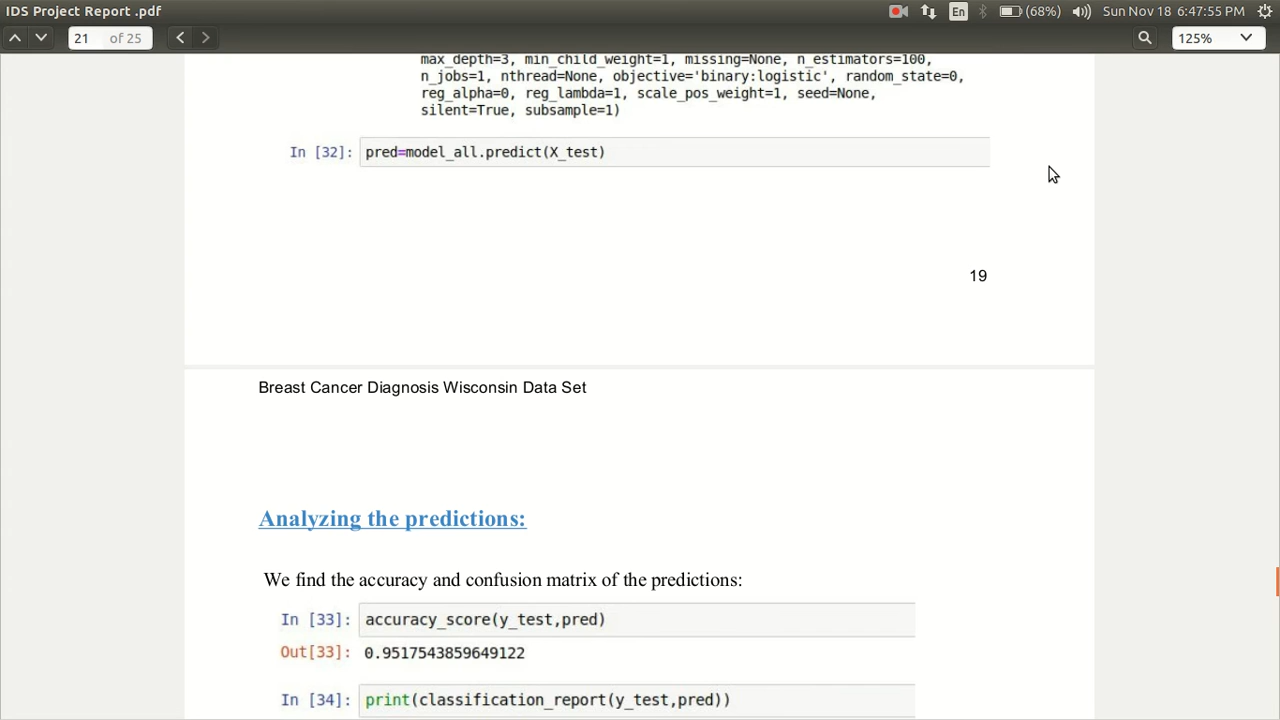 IDS Project Report .pdf
En
(68%)
Sun Nov 18 6:47:55 PM
21 of 25
125%
max_depth=3, min_child_weight=1, missing=None, n_estimators=100,
n_jobs=1, nthread=None, objective='binary:logistic', random_state=0,
reg_alpha=0, reg_lambda=1, scale_pos_weight=1, seed=None,
silent=True, subsample=1)
In [32]: pred=model_all.predict(X_test)
19
Breast Cancer Diagnosis Wisconsin Data Set
Analyzing the predictions:
We find the accuracy and confusion matrix of the predictions:
In [33]: accuracy_score(y_test,pred)
Out[33]: 0.9517543859649122
In [34]: print(classification_report(y_test,pred))